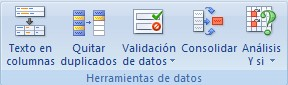 Texto en columnas
Quitar duplicados
Validación de datos
Consolidar
Análisis Y si
Herramientas de datos